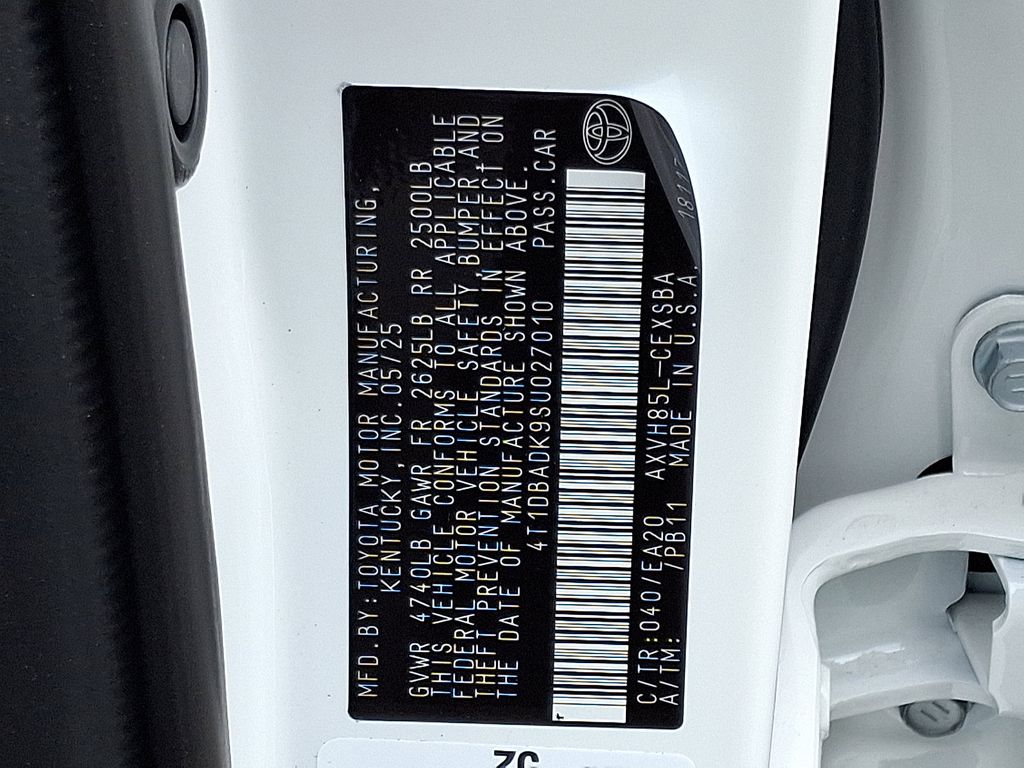 MFD.BY:TOYOTA MOTOR MANUFACTURING,
KENTUCKY,INC.05/25
GVWR 4740LB GAWR FR 2625LB RR 2500LB
THIS VEHICLE CONFORMS TO ALL APPLICABLE
FEDERAL MOTOR VEHICLE SAFETY,BUMPER,AND
THEFT PREVENTION STANDARDS IN EFFECT ON
THE DATE OF MANUFACTURE SHOWN ABOVE.
4T1DBADK9SU027010 PASS.CAR
C/TR:040/EA20 AXVH85L-CEXSBA
A/TM: /PB11 MADE IN U.S.A.